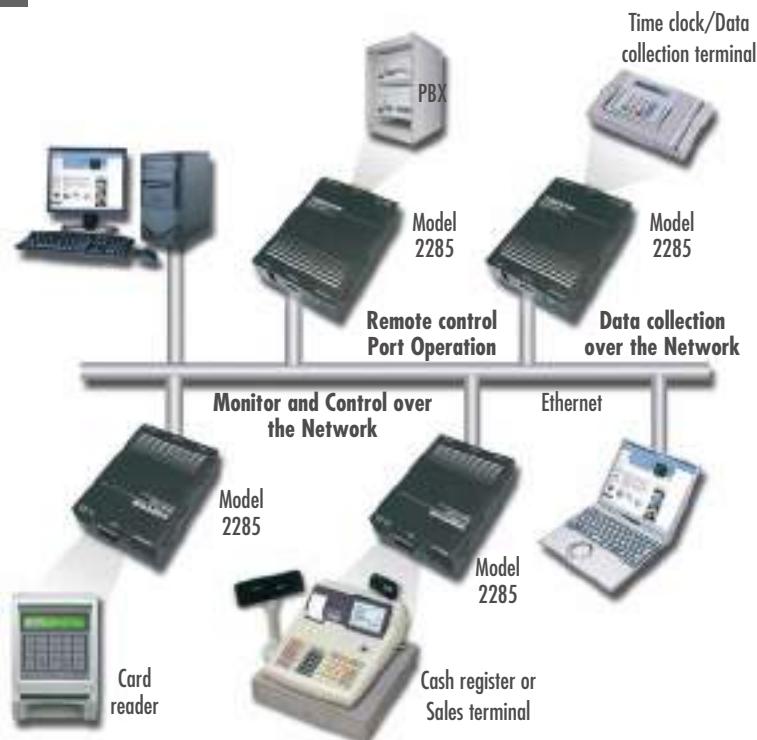 Time clock/Data
collection terminal
PBX
Model
2285
Model
2285
Remote control
Port Operation
Data collection
over the Network
Monitor and Control over
the Network
Ethernet
Model
2285
Model
2285
Card
reader
Cash register or
Sales terminal